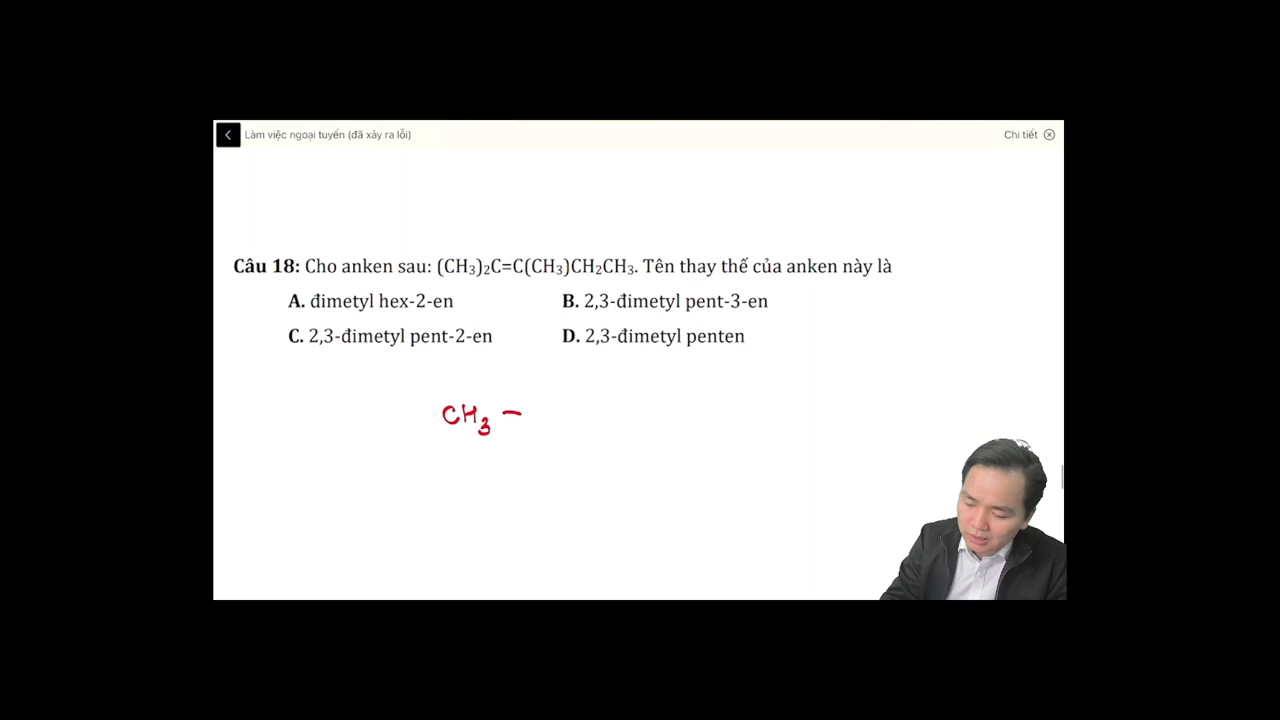 Làm việc ngoại tuyến (đã xảy ra lỗi)
Chi tiết
Câu 18: Cho anken sau: (CH₃)₂C=C(CH₃)CH₂CH₃. Tên thay thế của anken này là
A. đimetyl hex-2-en
B. 2,3-đimetyl pent-3-en
C. 2,3-đimetyl pent-2-en
D. 2,3-đimetyl penten
CH₃ –